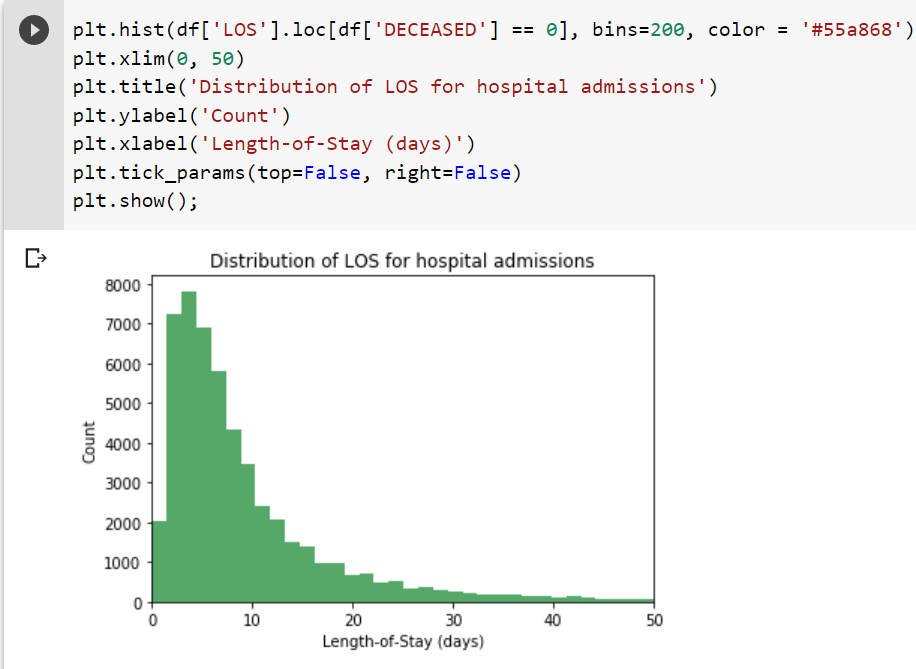 plt.hist(df['LOS'].loc[df['DECEASED'] == 0], bins=200, color = '#55a868')
plt.xlim(0, 50)
plt.title('Distribution of LOS for hospital admissions')
plt.ylabel('Count')
plt.xlabel('Length-of-Stay (days)')
plt.tick_params(top=False, right=False)
plt.show();
Distribution of LOS for hospital admissions
8000
7000
6000
5000
4000
3000
2000
1000
0
Count
0 10 20 30 40 50
Length-of-Stay (days)